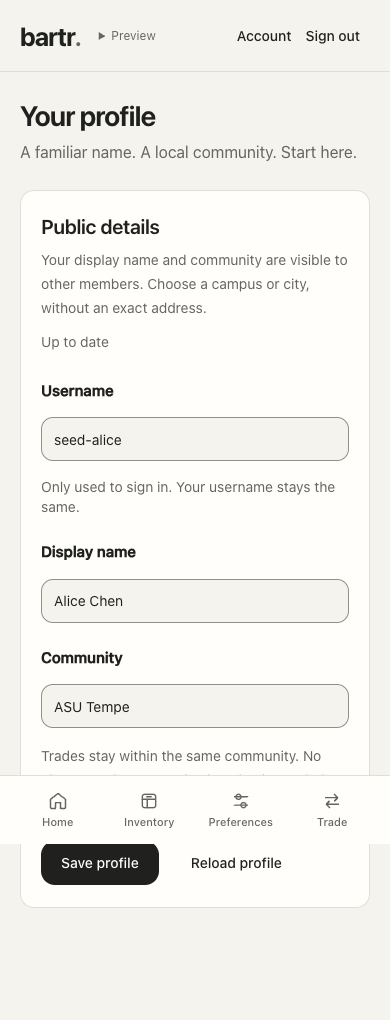 bartr.
Preview
Account
Sign out
Your profile
A familiar name. A local community. Start here.
Public details
Your display name and community are visible to
other members. Choose a campus or city,
without an exact address.
Up to date
Username
seed-alice
Only used to sign in. Your username stays the
same.
Display name
Alice Chen
Community
ASU Tempe
Trades stay within the same community. No
Home
Inventory
Preferences
Trade
Save profile
Reload profile